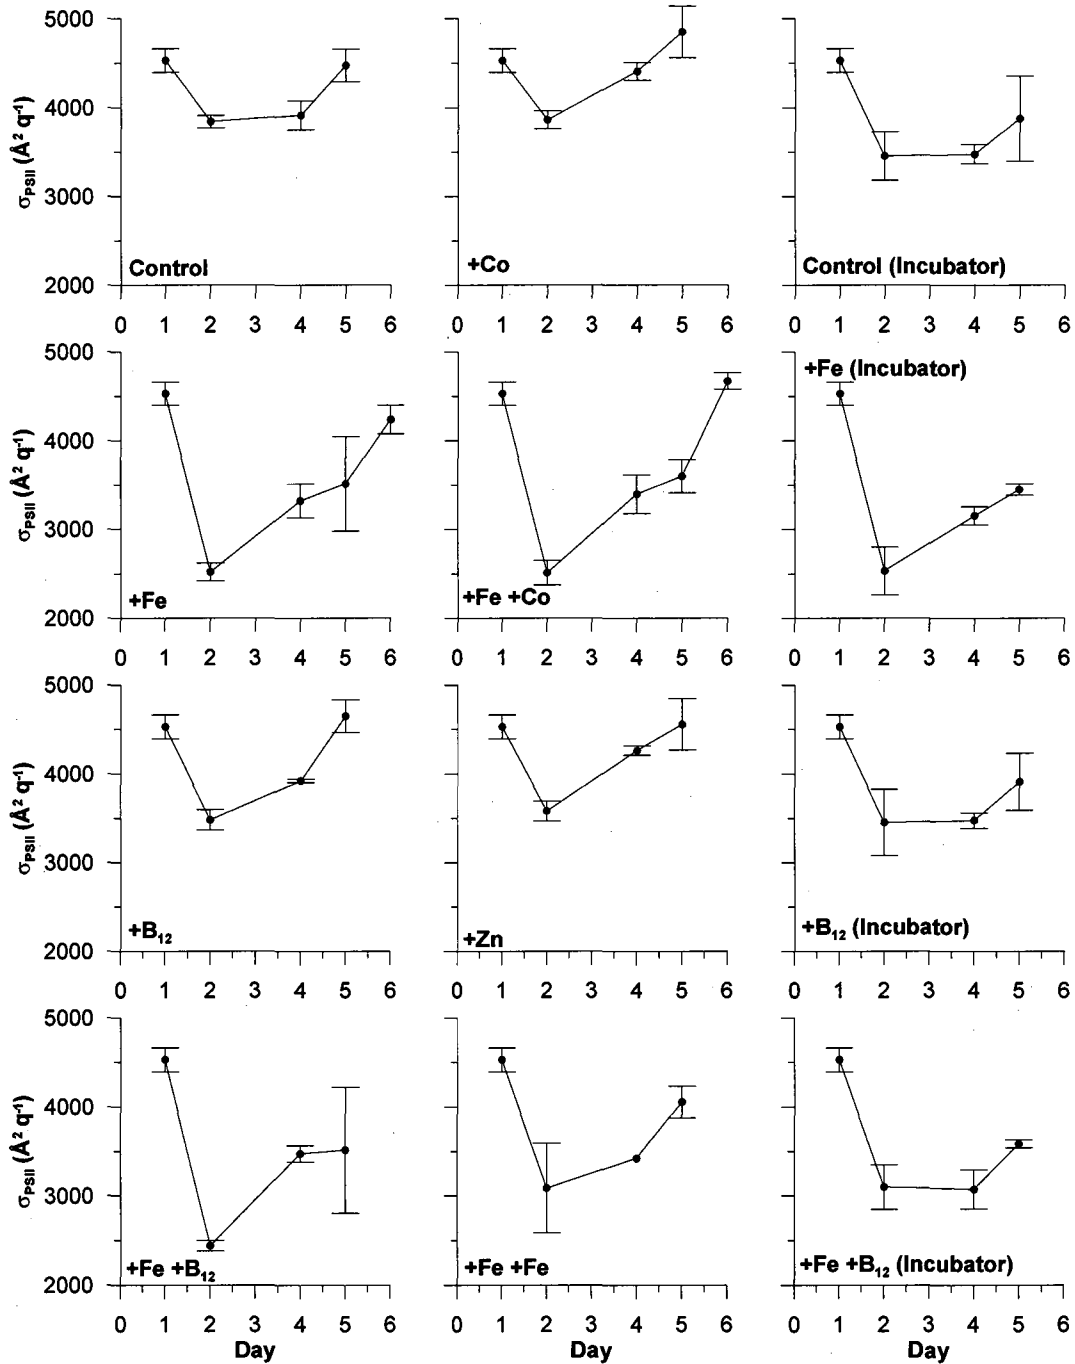 5000
4000
3000
2000
σPSII (Å² q⁻¹)
Control
+Co
Control (Incubator)
0 1 2 3 4 5 6 0 1 2 3 4 5 6 0 1 2 3 4 5 6
5000
4000
3000
2000
σPSII (Å² q⁻¹)
+Fe
+Fe +Co
+Fe (Incubator)
0 1 2 3 4 5 6 0 1 2 3 4 5 6 0 1 2 3 4 5 6
5000
4000
3000
2000
σPSII (Å² q⁻¹)
+B₁₂
+Zn
+B₁₂ (Incubator)
0 1 2 3 4 5 6 0 1 2 3 4 5 6 0 1 2 3 4 5 6
5000
4000
3000
2000
σPSII (Å² q⁻¹)
+Fe +B₁₂
+Fe +Fe
+Fe +B₁₂ (Incubator)
0 1 2 3 4 5 6 0 1 2 3 4 5 6 0 1 2 3 4 5 6
Day Day Day